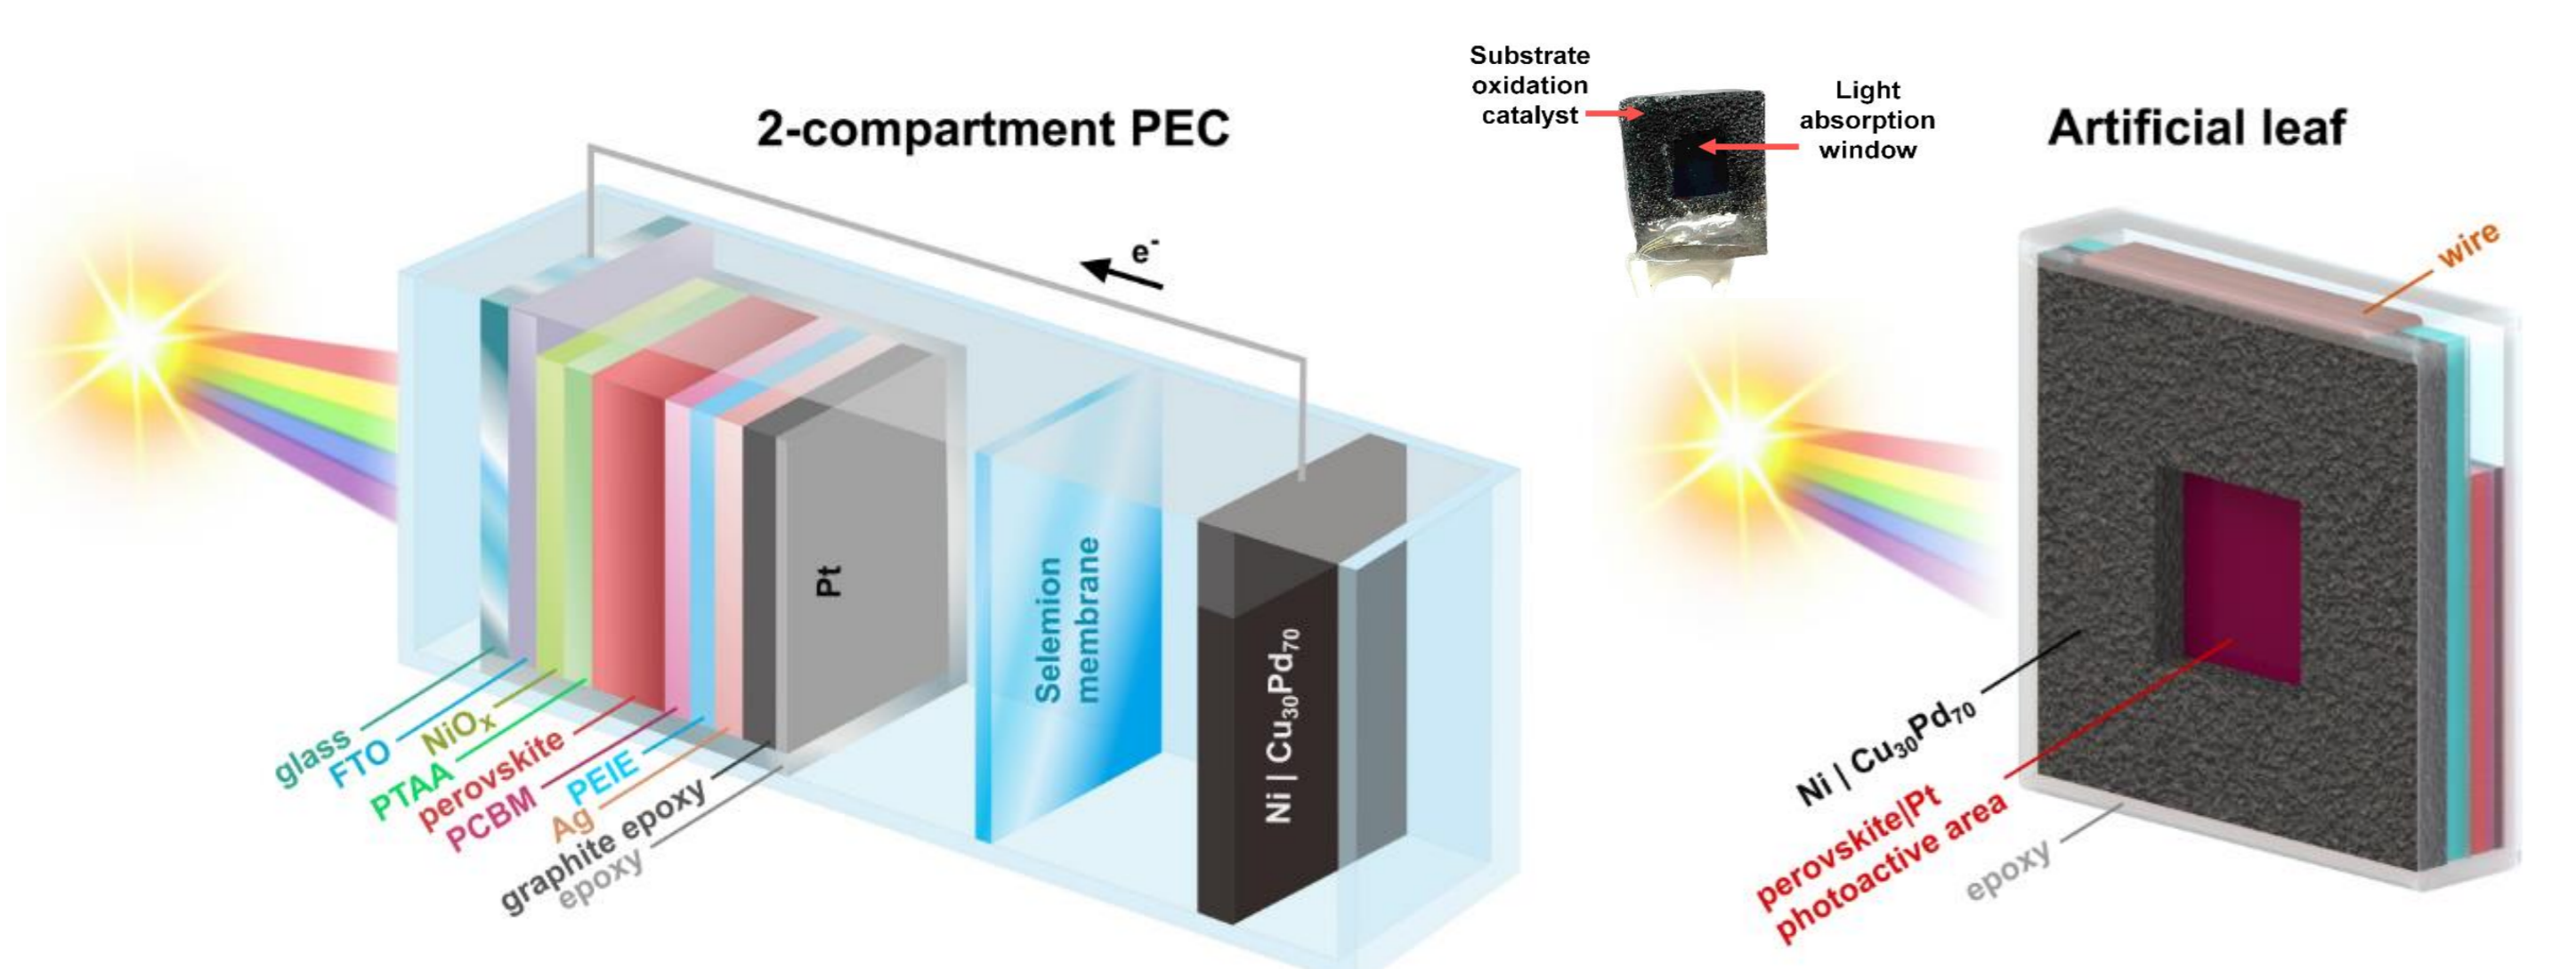 2-compartment PEC
e-
glass
FTO
NiOx
PTAA
perovskite
PCBM
PEIE
Ag
graphite epoxy
epoxy
Pt
Selemion
membrane
Ni | Cu30Pd70
Substrate
oxidation
catalyst
Light
absorption
window
Artificial leaf
wire
Ni | Cu30Pd70
perovskite|Pt
photoactive area
epoxy